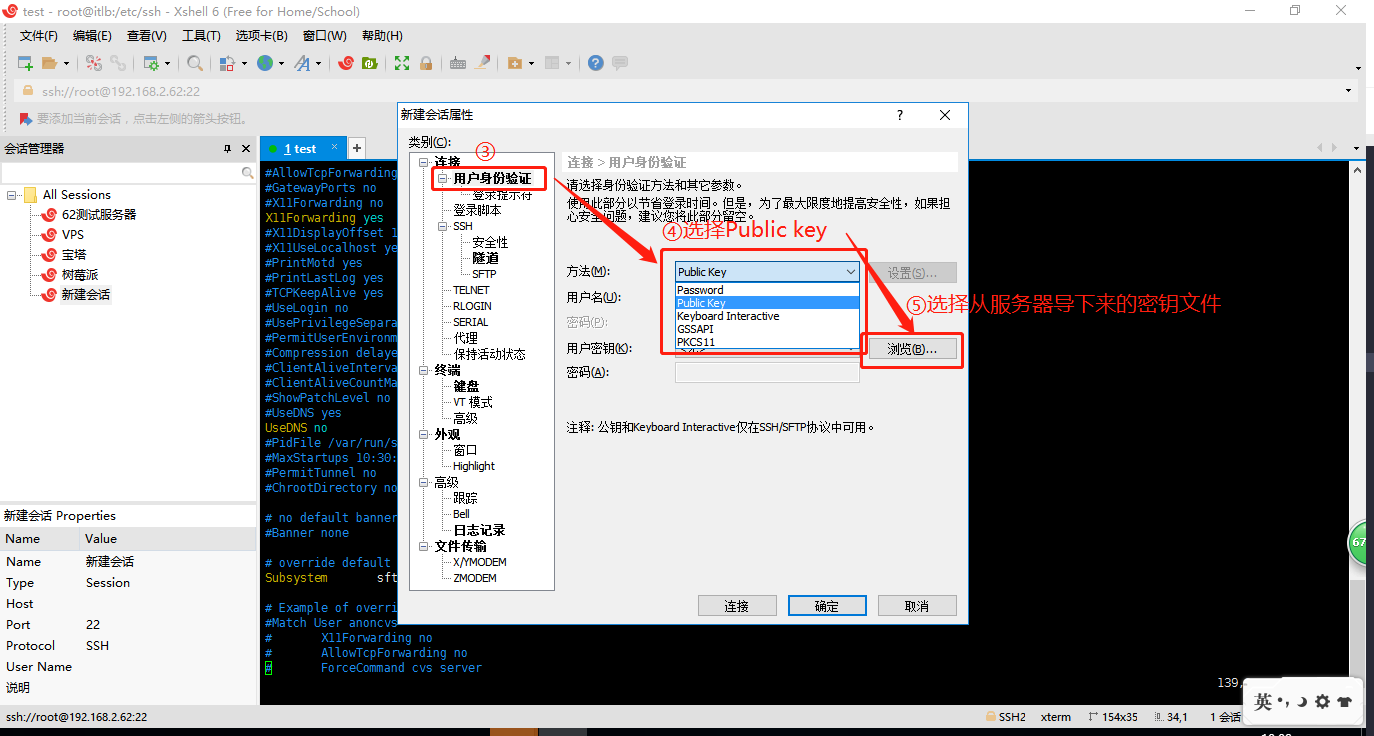 test - root@itlb:/etc/ssh - Xshell 6 (Free for Home/School)
文件(F) 编辑(E) 查看(V) 工具(T) 选项卡(B) 窗口(W) 帮助(H)
ssh://root@192.168.2.62:22
要添加当前会话，点击左侧的箭头按钮。
会话管理器
All Sessions
62测试服务器
VPS
宝塔
树莓派
新建会话
新建会话 Properties
Name Value
Name 新建会话
Type Session
Host
Port 22
Protocol SSH
User Name
说明
1 test
#AllowTcpForwarding
#GatewayPorts no
#X11Forwarding no
X11Forwarding yes
#X11DisplayOffset 1
#X11UseLocalhost ye
#PrintMotd yes
#PrintLastLog yes
#TCPKeepAlive yes
#UseLogin no
#UsePrivilegeSepara
#PermitUserEnvironm
#Compression delaye
#ClientAliveInterva
#ClientAliveCountMa
#ShowPatchLevel no
#UseDNS yes
UseDNS no
#PidFile /var/run/s
#MaxStartups 10:30:
#PermitTunnel no
#ChrootDirectory no
# no default banner
#Banner none
# override default
Subsystem sft
# Example of overri
#Match User anoncvs
# X11Forwarding no
# AllowTcpForwarding no
# ForceCommand cvs server
139,
新建会话属性
?
类别(C):
③
连接
用户身份验证
登录提示符
登录脚本
SSH
安全性
隧道
SFTP
TELNET
RLOGIN
SERIAL
代理
保持活动状态
终端
键盘
VT 模式
高级
外观
窗口
Highlight
高级
跟踪
Bell
日志记录
文件传输
X/YMODEM
ZMODEM
连接 > 用户身份验证
请选择身份验证方法和其它参数。
使用此部分以节省登录时间。但是，为了最大限度地提高安全性，如果担
心安全问题，建议您将此部分留空。
④选择Public key
方法(M): Public Key 设置(S)...
Password
Public Key
Keyboard Interactive
GSSAPI
PKCS11
用户名(U):
⑤选择从服务器导下来的密钥文件
密码(P):
用户密钥(K): 浏览(B)...
密码(A):
注释: 公钥和Keyboard Interactive仅在SSH/SFTP协议中可用。
连接 确定 取消
67
英
ssh://root@192.168.2.62:22 SSH2 xterm 154x35 34,1 1 会话